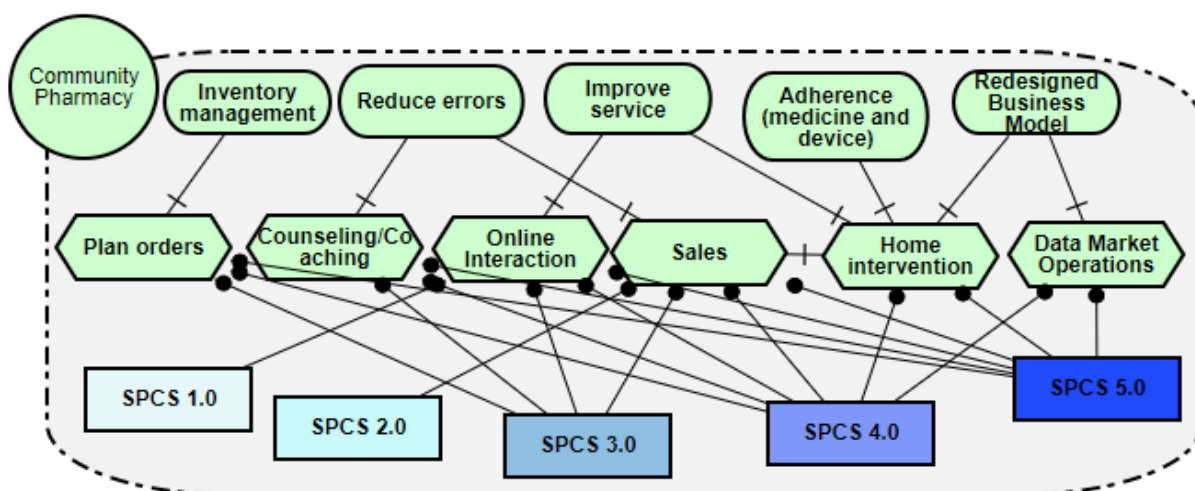 Community
Pharmacy
Inventory
management
Reduce errors
Improve
service
Adherence
(medicine and
device)
Redesigned
Business
Model
Plan orders
Counseling/Co
aching
Online
Interaction
Sales
Home
intervention
Data Market
Operations
SPCS 1.0
SPCS 2.0
SPCS 3.0
SPCS 4.0
SPCS 5.0